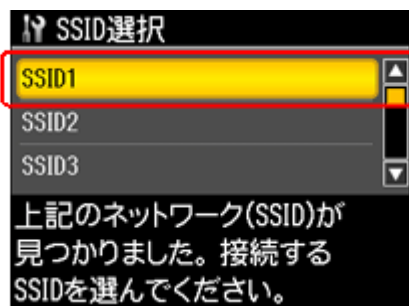 SSID選択
SSID1
SSID2
SSID3
上記のネットワーク(SSID)が
見つかりました。接続する
SSIDを選んでください。